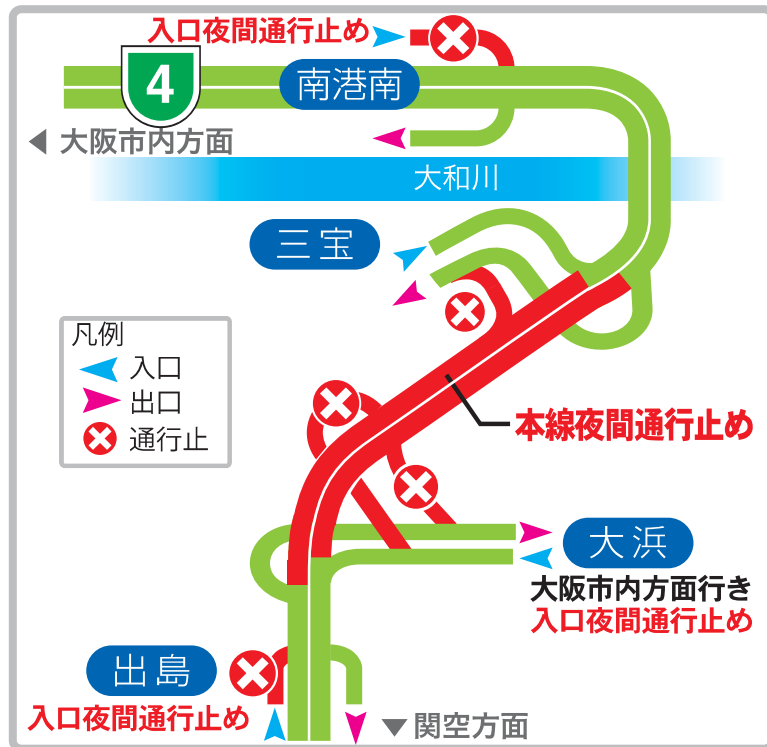 入口夜間通行止め
4
南港南
大阪市内方面
大和川
三宝
凡例
入口
出口
通行止
本線夜間通行止め
大浜
大阪市内方面行き
入口夜間通行止め
出島
入口夜間通行止め
関空方面